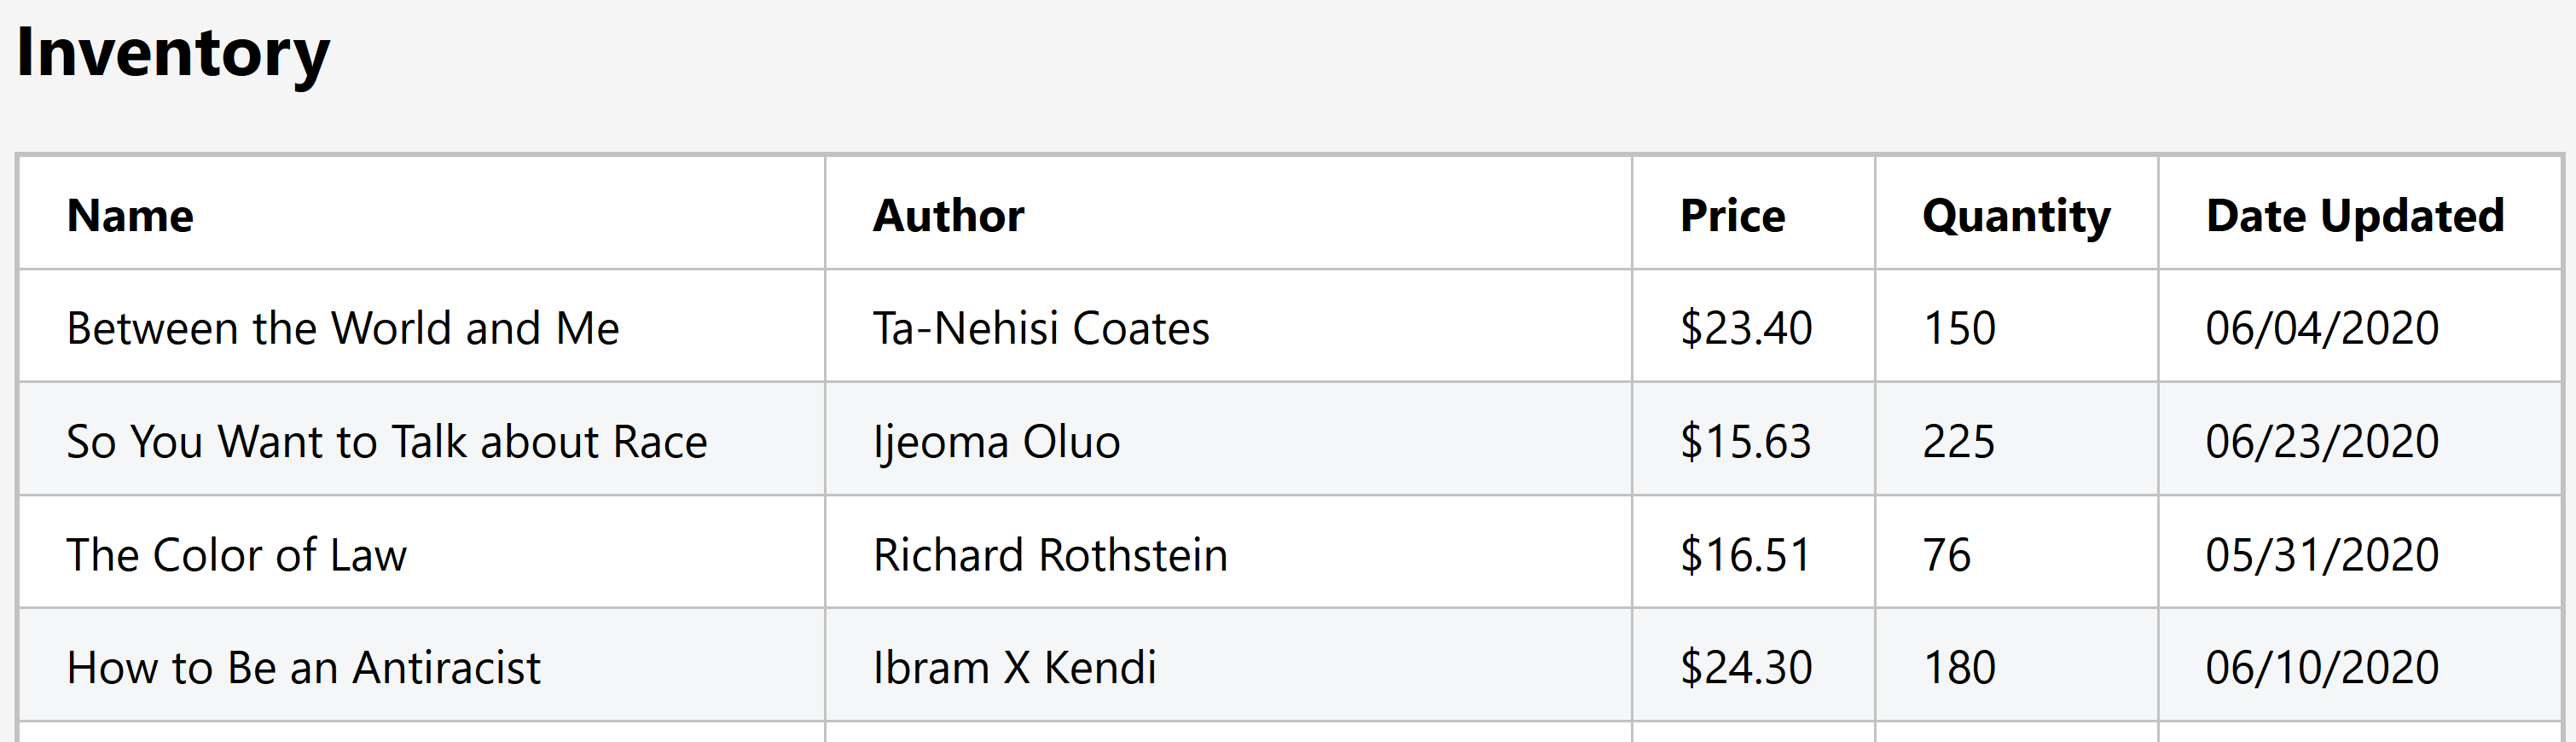 Inventory
Name Author Price Quantity Date Updated
Between the World and Me Ta-Nehisi Coates $23.40 150 06/04/2020
So You Want to Talk about Race Ijeoma Oluo $15.63 225 06/23/2020
The Color of Law Richard Rothstein $16.51 76 05/31/2020
How to Be an Antiracist Ibram X Kendi $24.30 180 06/10/2020